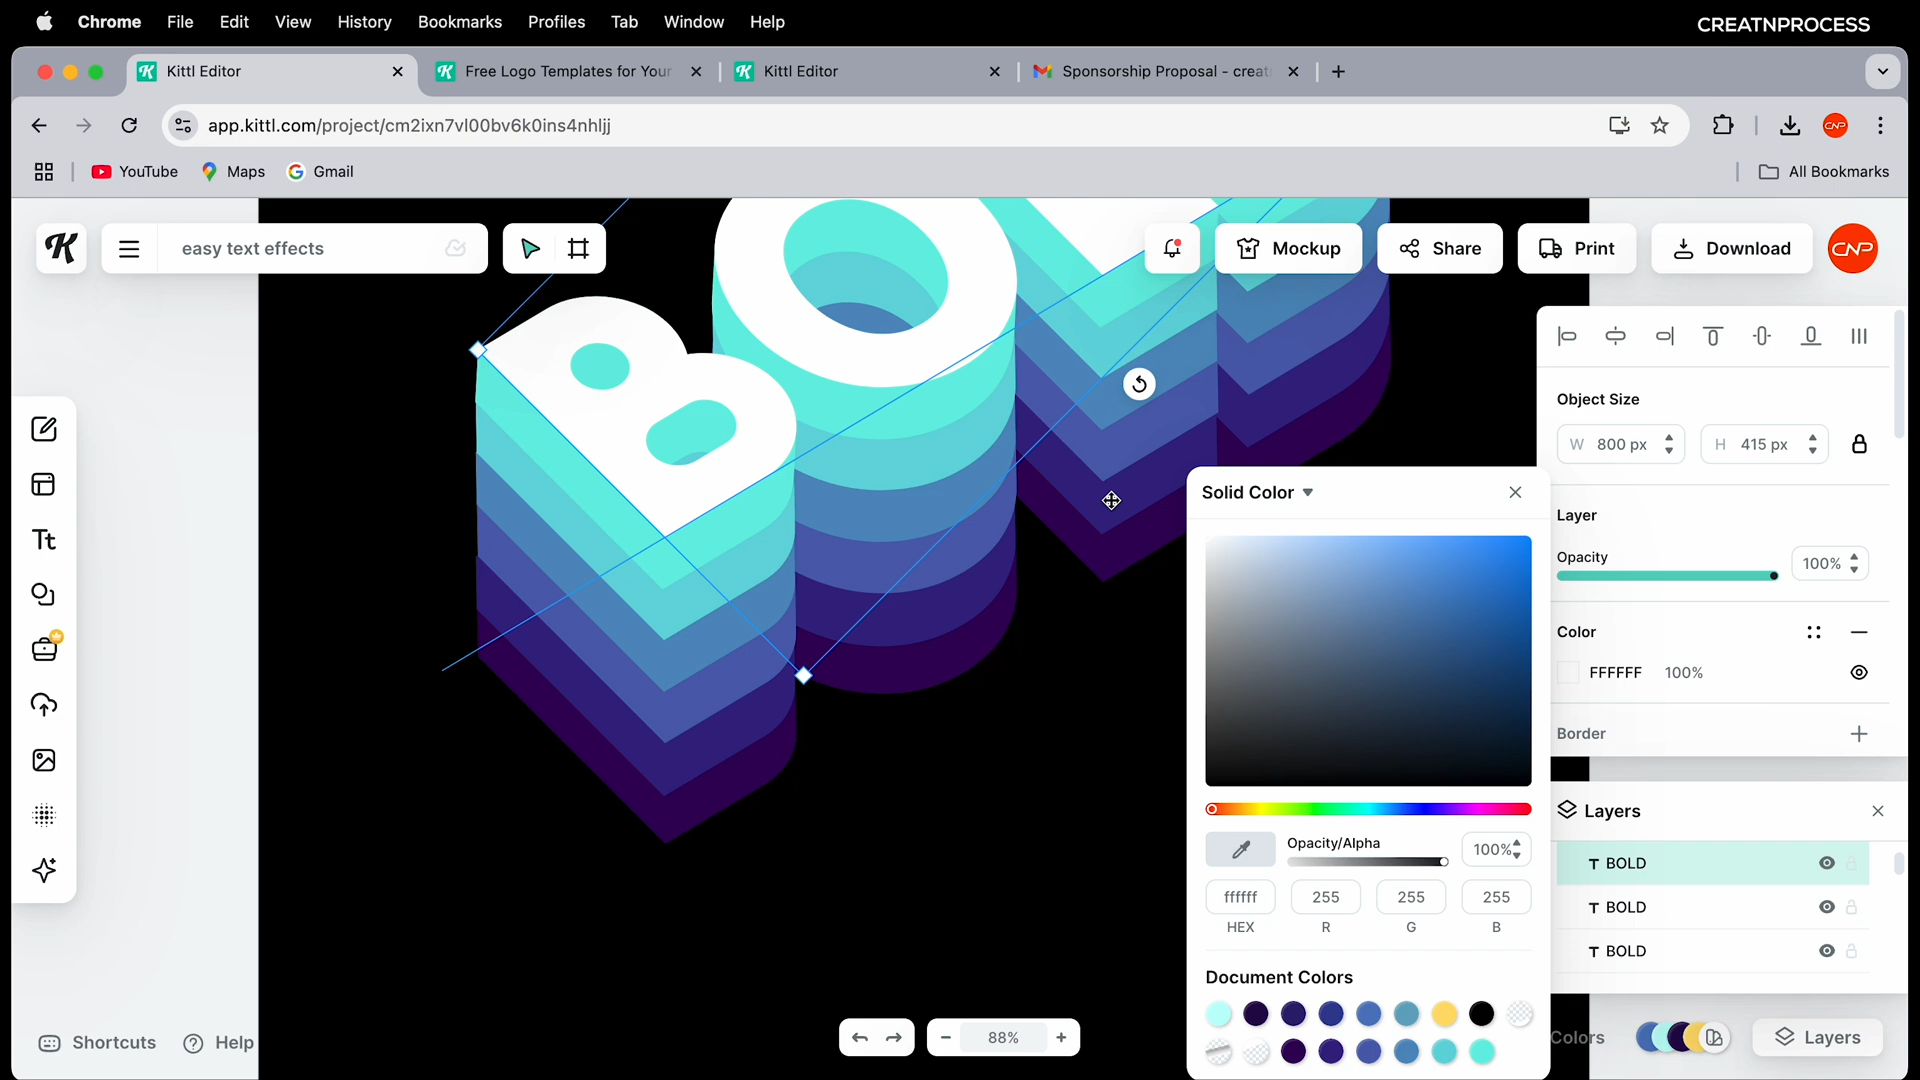 Chrome File Edit View History Bookmarks Profiles Tab Window Help
CREATNPROCESS
Kittl Editor
Free Logo Templates for Your
Kittl Editor
Sponsorship Proposal - creat
app.kittl.com/project/cm2ixn7vl00bv6k0ins4nhljj
CNP
YouTube Maps Gmail
All Bookmarks
K
easy text effects
Mockup Share Print Download
CNP
BO
Object Size
W 800 px H 415 px
Solid Color
Layer
Opacity
100%
Color
FFFFFF 100%
Border
Layers
Opacity/Alpha
100%
T BOLD
ffffff 255 255 255
HEX R G B
T BOLD
T BOLD
Document Colors
Tt
Shortcuts Help
88%
Colors
Layers